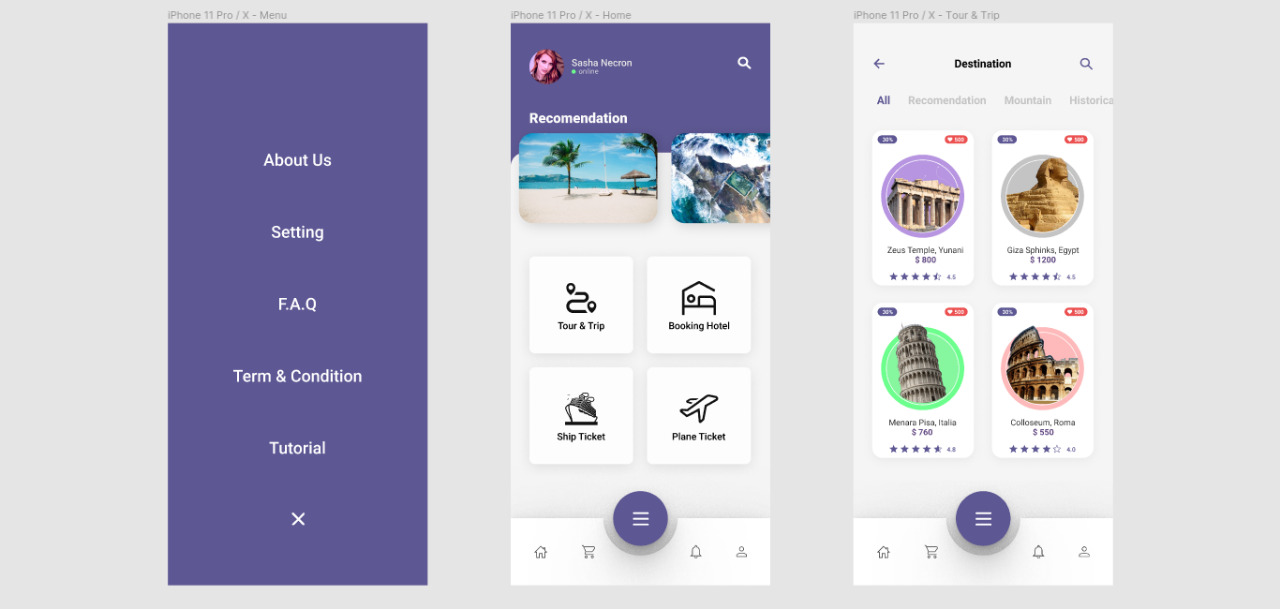 iPhone 11 Pro / X - Menu
About Us
Setting
F.A.Q
Term & Condition
Tutorial
iPhone 11 Pro / X - Home
Sasha Necron
online
Recomendation
Tour & Trip
Booking Hotel
Ship Ticket
Plane Ticket
iPhone 11 Pro / X - Tour & Trip
Destination
All Recomendation Mountain Historica
30% 500
30% 500
Zeus Temple, Yunani
$ 800
4.5
Giza Sphinks, Egypt
$ 1200
4.5
30% 500
30% 500
Menara Pisa, Italia
$ 760
4.8
Colloseum, Roma
$ 550
4.0